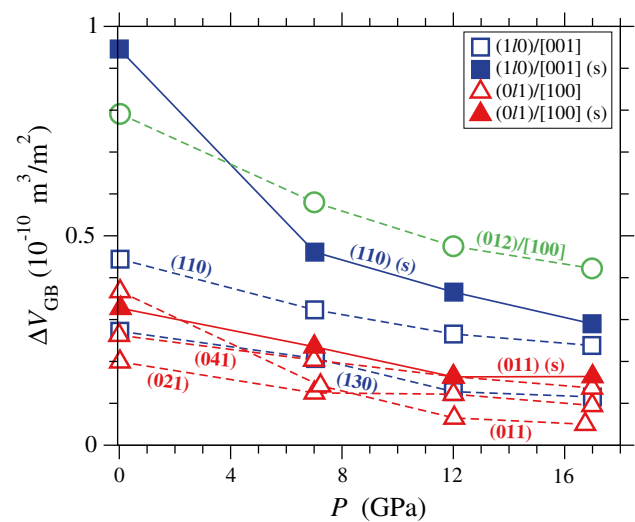 1
(1l0)/[001]
(1l0)/[001] (s)
(0l1)/[100]
(0l1)/[100] (s)
ΔV_GB (10^-10 m^3/m^2)
0.5
(110)
(110) (s)
(012)/[100]
(041)
(021)
(130)
(011) (s)
(011)
0
0 4 8 12 16
P (GPa)